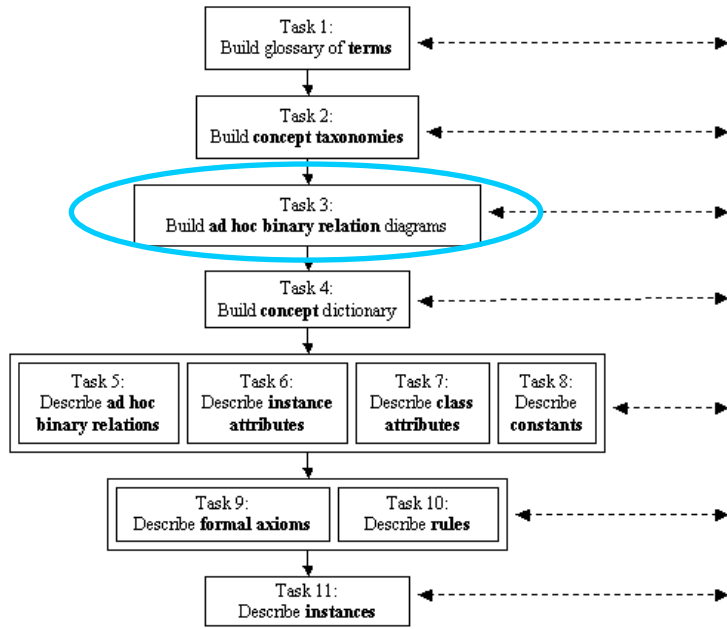 Task 1:
Build glossary of terms
Task 2:
Build concept taxonomies
Task 3:
Build ad hoc binary relation diagrams
Task 4:
Build concept dictionary
Task 5:
Describe ad hoc
binary relations
Task 6:
Describe instance
attributes
Task 7:
Describe class
attributes
Task 8:
Describe
constants
Task 9:
Describe formal axioms
Task 10:
Describe rules
Task 11:
Describe instances